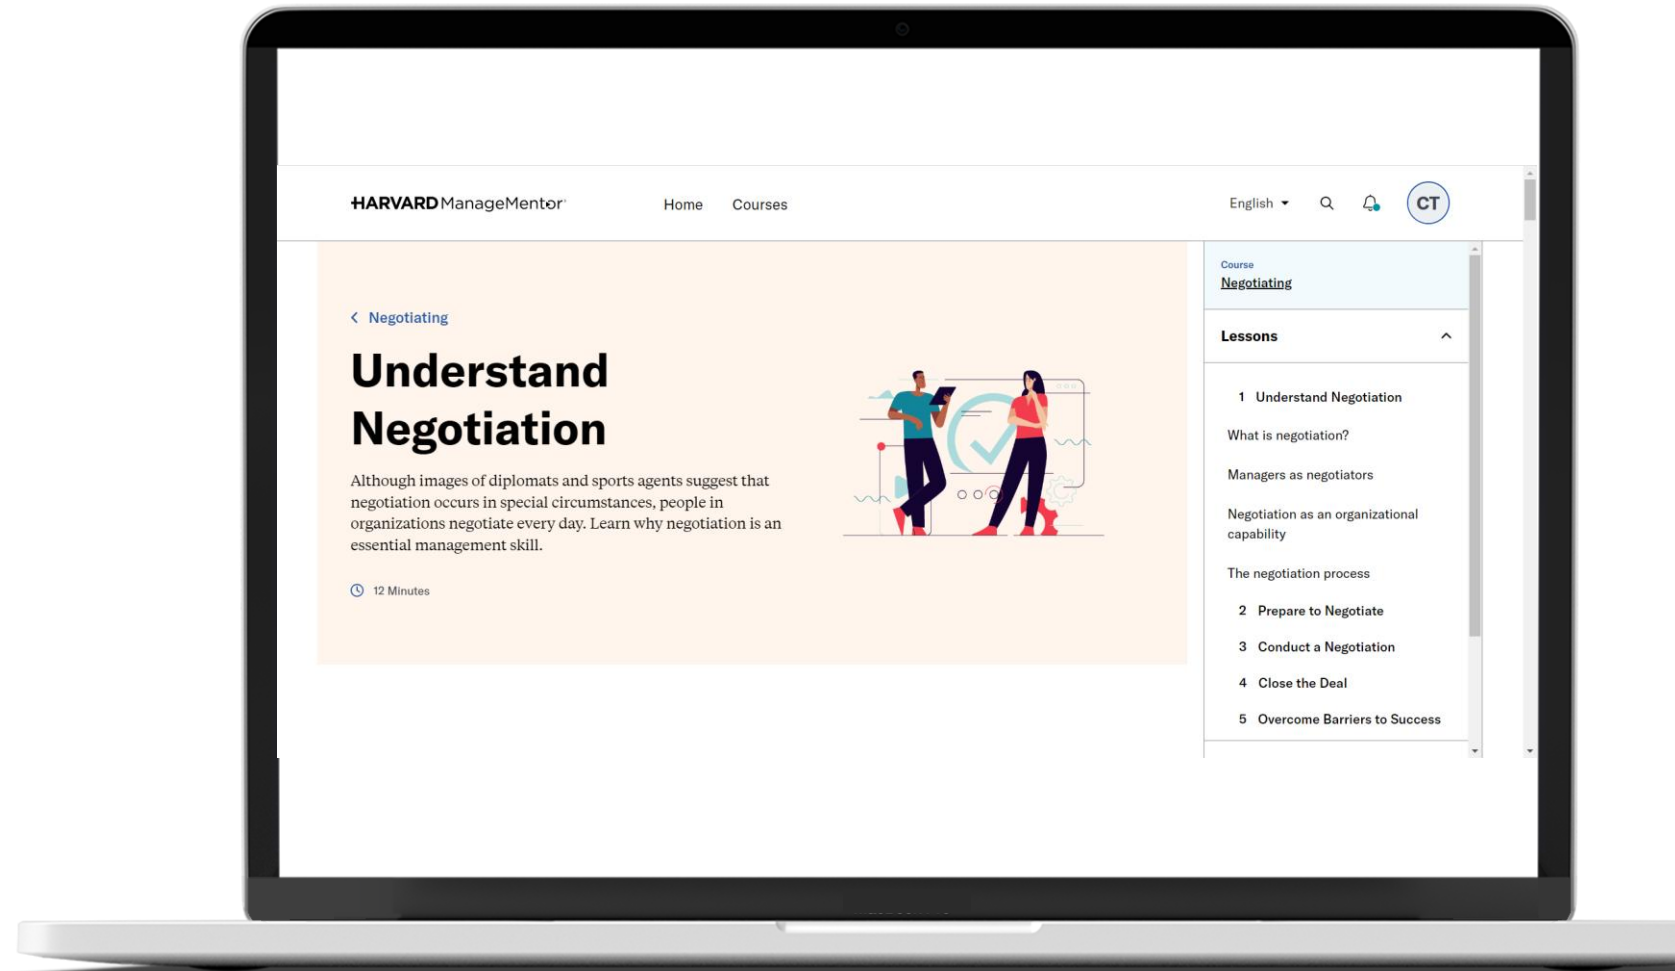 HARVARD ManageMentor
Home
Courses
English
CT
Negotiating
Understand
Negotiation
Although images of diplomats and sports agents suggest that
negotiation occurs in special circumstances, people in
organizations negotiate every day. Learn why negotiation is an
essential management skill.
12 Minutes
Course
Negotiating
Lessons
1 Understand Negotiation
What is negotiation?
Managers as negotiators
Negotiation as an organizational
capability
The negotiation process
2 Prepare to Negotiate
3 Conduct a Negotiation
4 Close the Deal
5 Overcome Barriers to Success